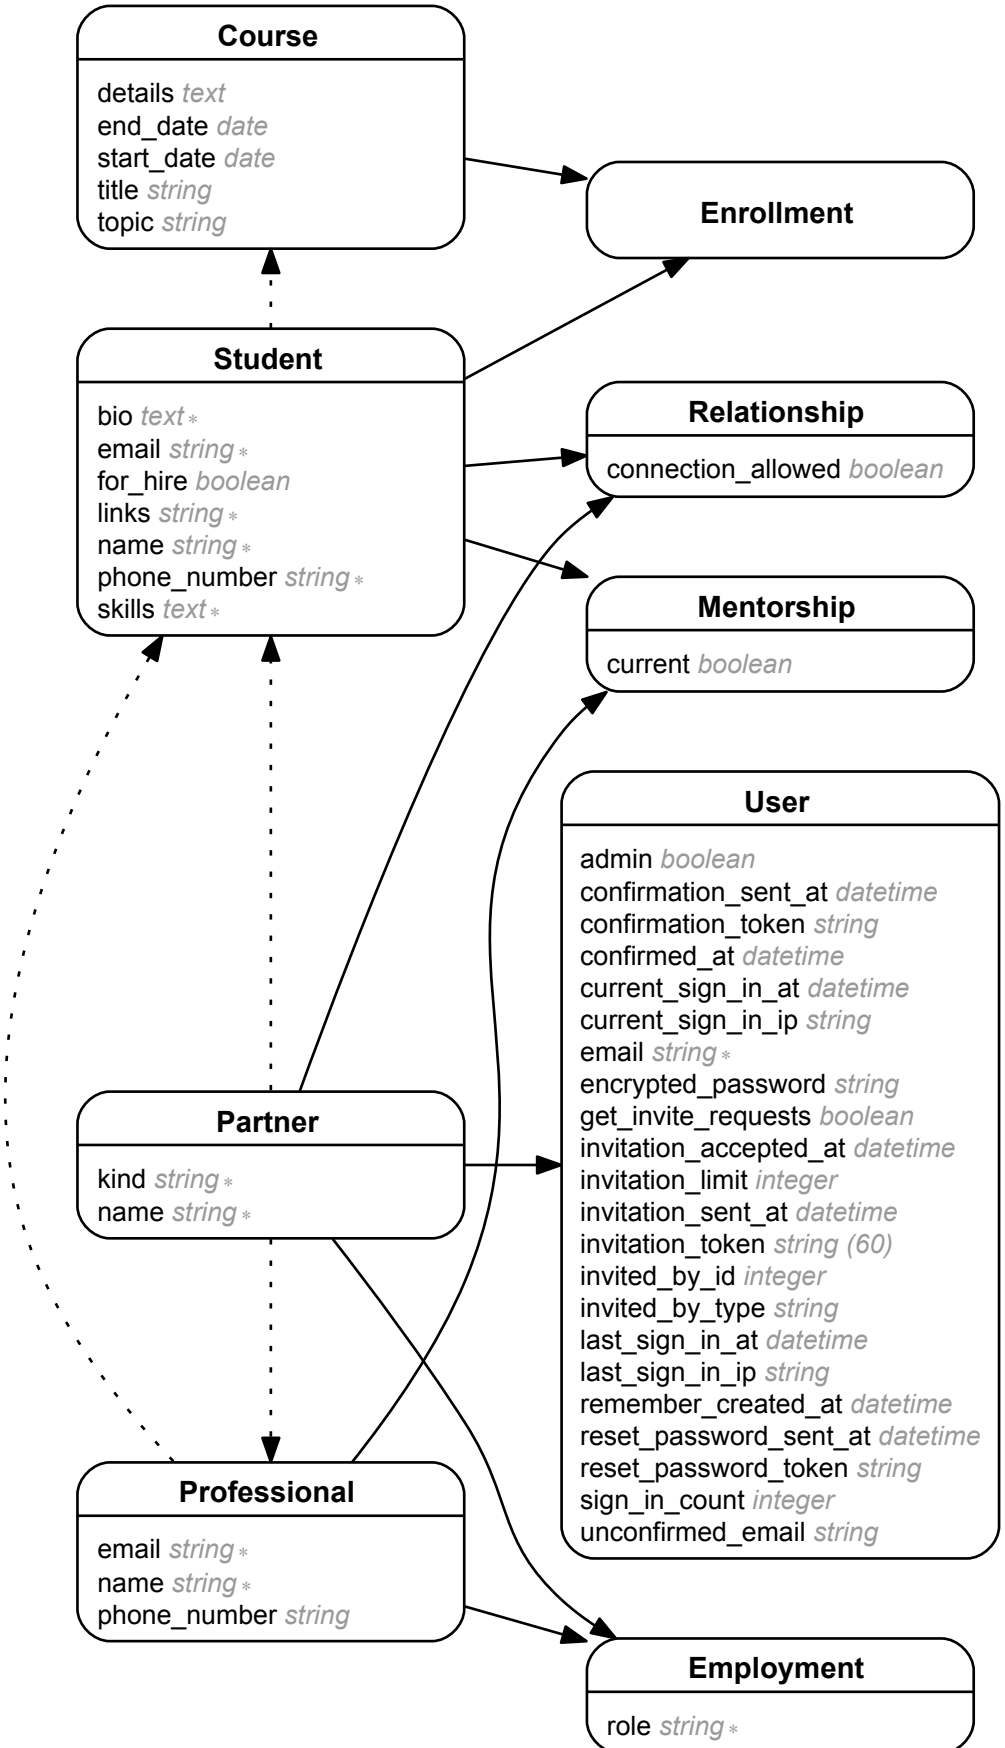 Course
details text
end_date date
start_date date
title string
topic string
Enrollment
Student
bio text *
email string *
for_hire boolean
links string *
name string *
phone_number string *
skills text *
Relationship
connection_allowed boolean
Mentorship
current boolean
User
admin boolean
confirmation_sent_at datetime
confirmation_token string
confirmed_at datetime
current_sign_in_at datetime
current_sign_in_ip string
email string *
encrypted_password string
get_invite_requests boolean
invitation_accepted_at datetime
invitation_limit integer
invitation_sent_at datetime
invitation_token string (60)
invited_by_id integer
invited_by_type string
last_sign_in_at datetime
last_sign_in_ip string
remember_created_at datetime
reset_password_sent_at datetime
reset_password_token string
sign_in_count integer
unconfirmed_email string
Partner
kind string *
name string *
Professional
email string *
name string *
phone_number string
Employment
role string *